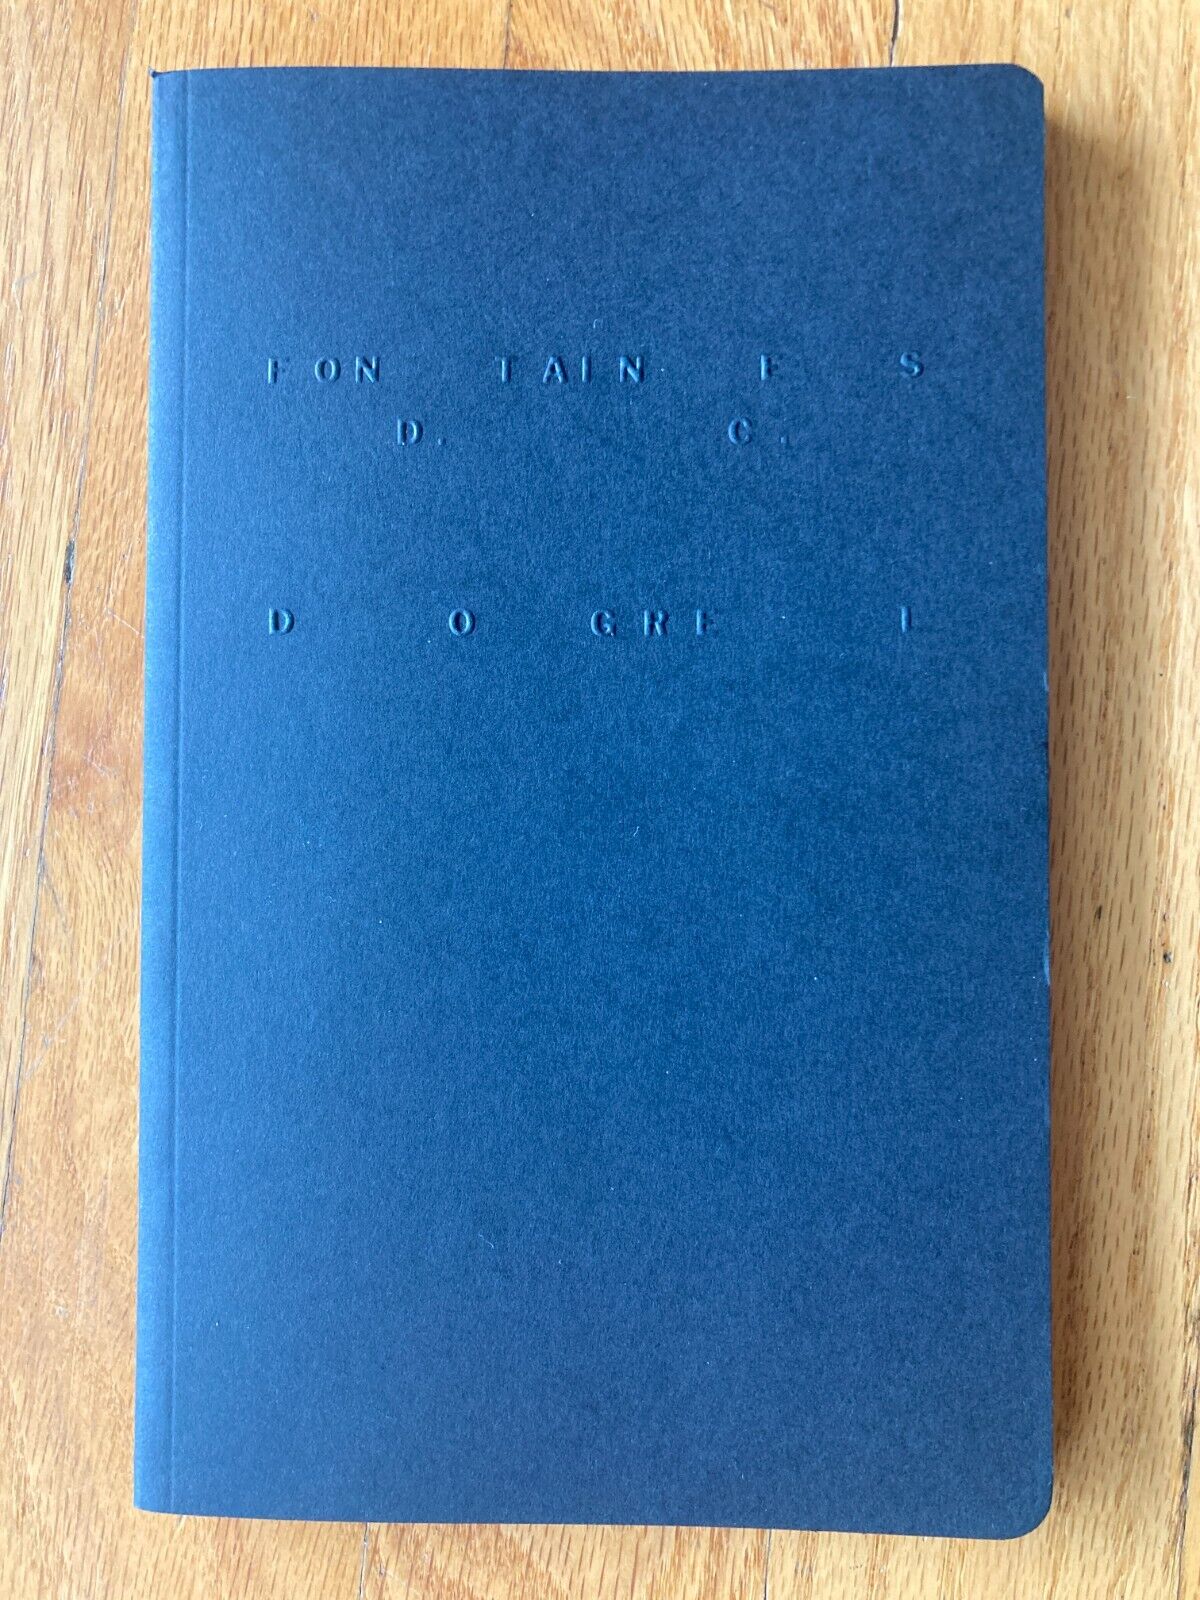 FON TAIN E S
D. C.
D O GRE L